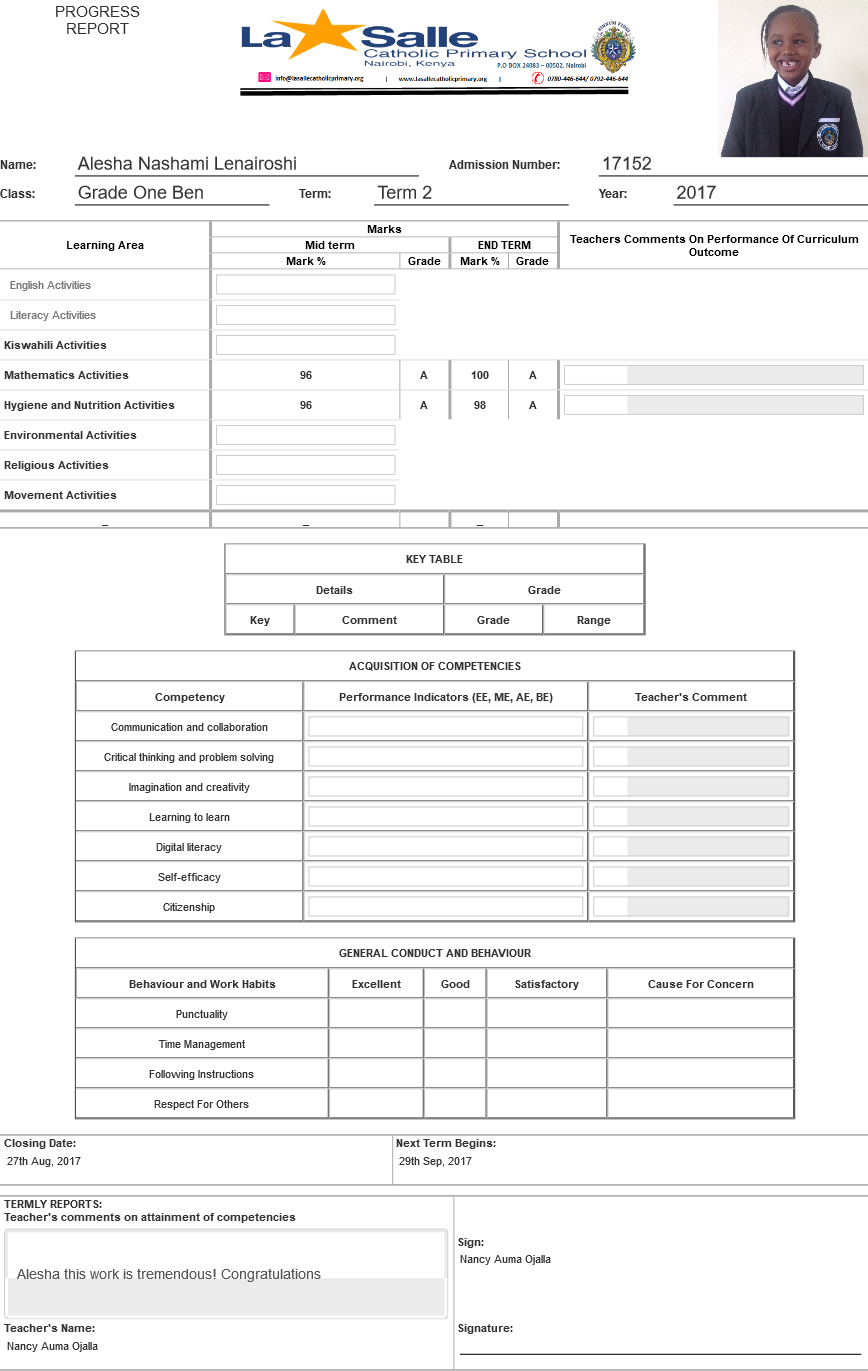 PROGRESS
REPORT
La Salle
Catholic Primary School
Nairobi, Kenya
P.O BOX 24083 – 00502, Nairobi
info@lasallecatholicprimary.org | www.lasallecatholicprimary.org | 0780-446-644/ 0792-446-644
Name: Alesha Nashami Lenairoshi Admission Number: 17152
Class: Grade One Ben Term: Term 2 Year: 2017
Learning Area Marks Teachers Comments On Performance Of Curriculum Outcome
Mid term END TERM
Mark % Grade Mark % Grade
English Activities
Literacy Activities
Kiswahili Activities
Mathematics Activities 96 A 100 A
Hygiene and Nutrition Activities 96 A 98 A
Environmental Activities
Religious Activities
Movement Activities
_ _ _
KEY TABLE
Details Grade
Key Comment Grade Range
ACQUISITION OF COMPETENCIES
Competency Performance Indicators (EE, ME, AE, BE) Teacher's Comment
Communication and collaboration
Critical thinking and problem solving
Imagination and creativity
Learning to learn
Digital literacy
Self-efficacy
Citizenship
GENERAL CONDUCT AND BEHAVIOUR
Behaviour and Work Habits Excellent Good Satisfactory Cause For Concern
Punctuality
Time Management
Following Instructions
Respect For Others
Closing Date: Next Term Begins:
27th Aug, 2017 29th Sep, 2017
TERMLY REPORTS:
Teacher's comments on attainment of competencies
Sign:
Nancy Auma Ojalla
Alesha this work is tremendous! Congratulations
Teacher's Name: Signature:
Nancy Auma Ojalla